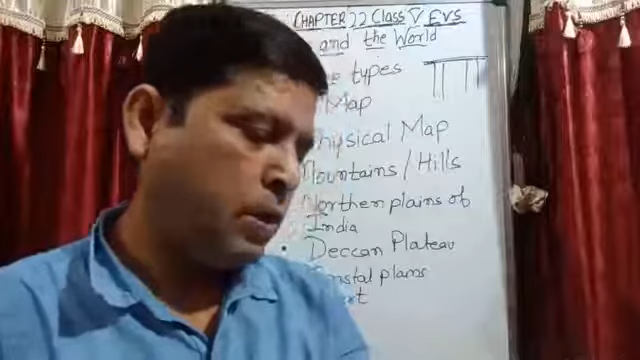 CHAPTER 22 Class V EVS
and the World
types
Map
Physical Map
Mountains / Hills
Northern plains of
India
Deccan Plateau
Coastal plains